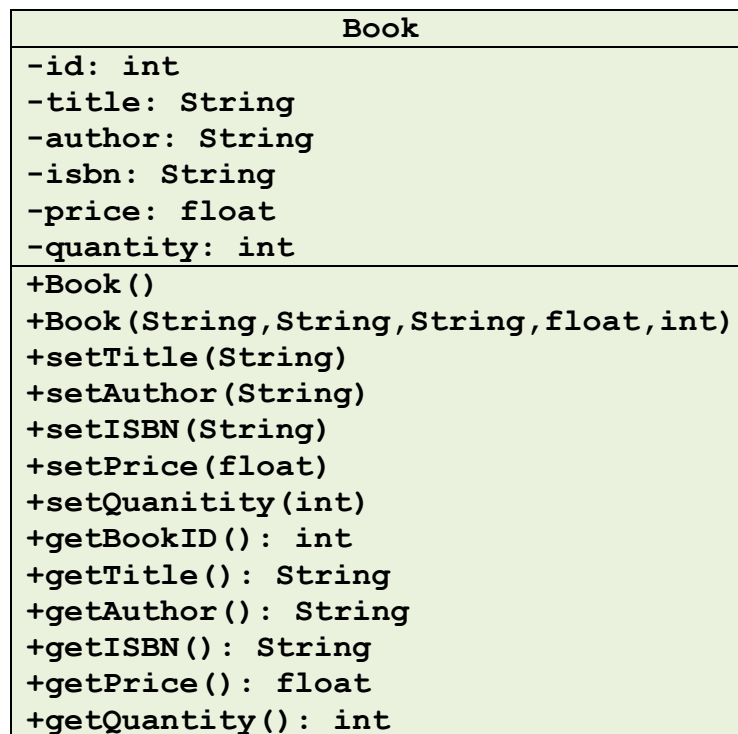 Book
-id: int
-title: String
-author: String
-isbn: String
-price: float
-quantity: int
+Book()
+Book(String,String,String,float,int)
+setTitle(String)
+setAuthor(String)
+setISBN(String)
+setPrice(float)
+setQuanitity(int)
+getBookID(): int
+getTitle(): String
+getAuthor(): String
+getISBN(): String
+getPrice(): float
+getQuantity(): int